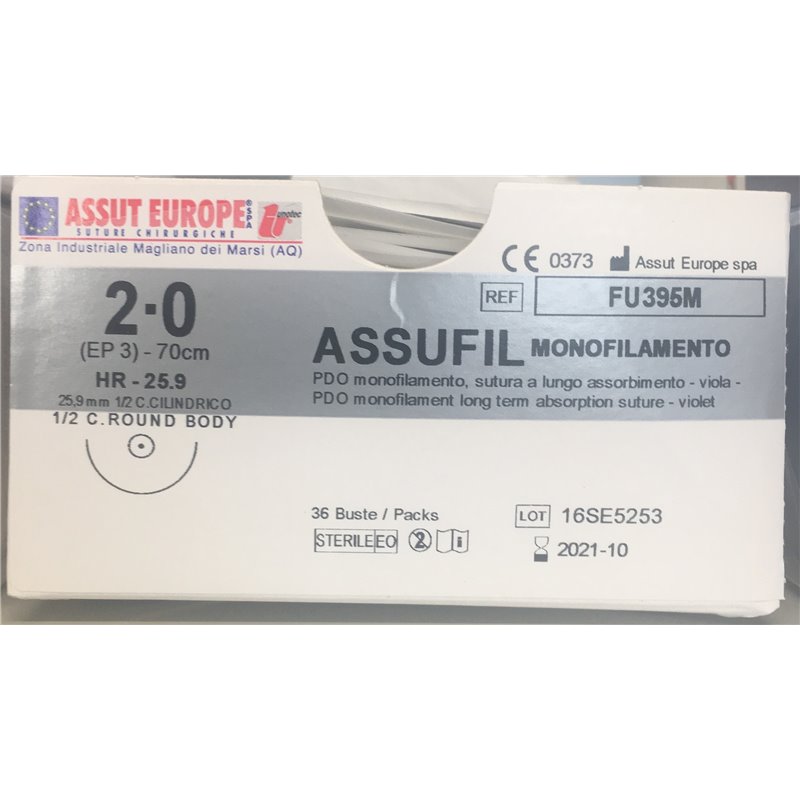 ASSUT EUROPE SPA
SUTURE CHIRURGICHE
Zona Industriale Magliano dei Marsi (AQ)
CE 0373 Assut Europe spa
REF FU395M
2-0
(EP 3) - 70cm
HR - 25.9
25,9 mm 1/2 C.CILINDRICO
1/2 C.ROUND BODY
ASSUFIL MONOFILAMENTO
PDO monofilamento, sutura a lungo assorbimento - viola -
PDO monofilament long term absorption suture - violet
36 Buste / Packs
STERILE EO 2 i
LOT 16SE5253
2021-10